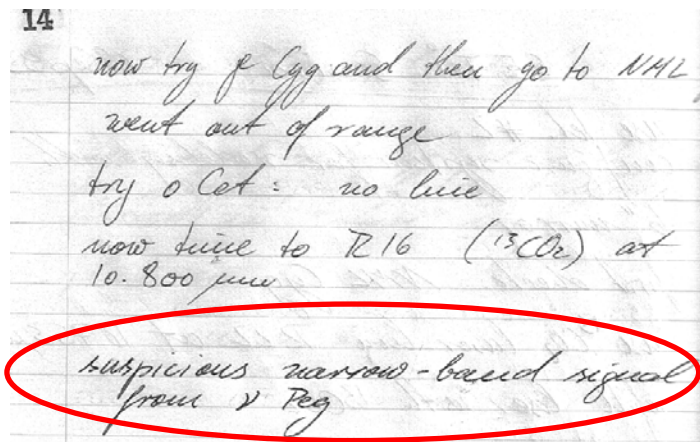 14
now try χ Cyg and then go to NML
went out of range
try o Cet : no line
now tune to R16 (¹³CO₂) at
10.800 μm
suspicious narrow-band signal
from ν Peg